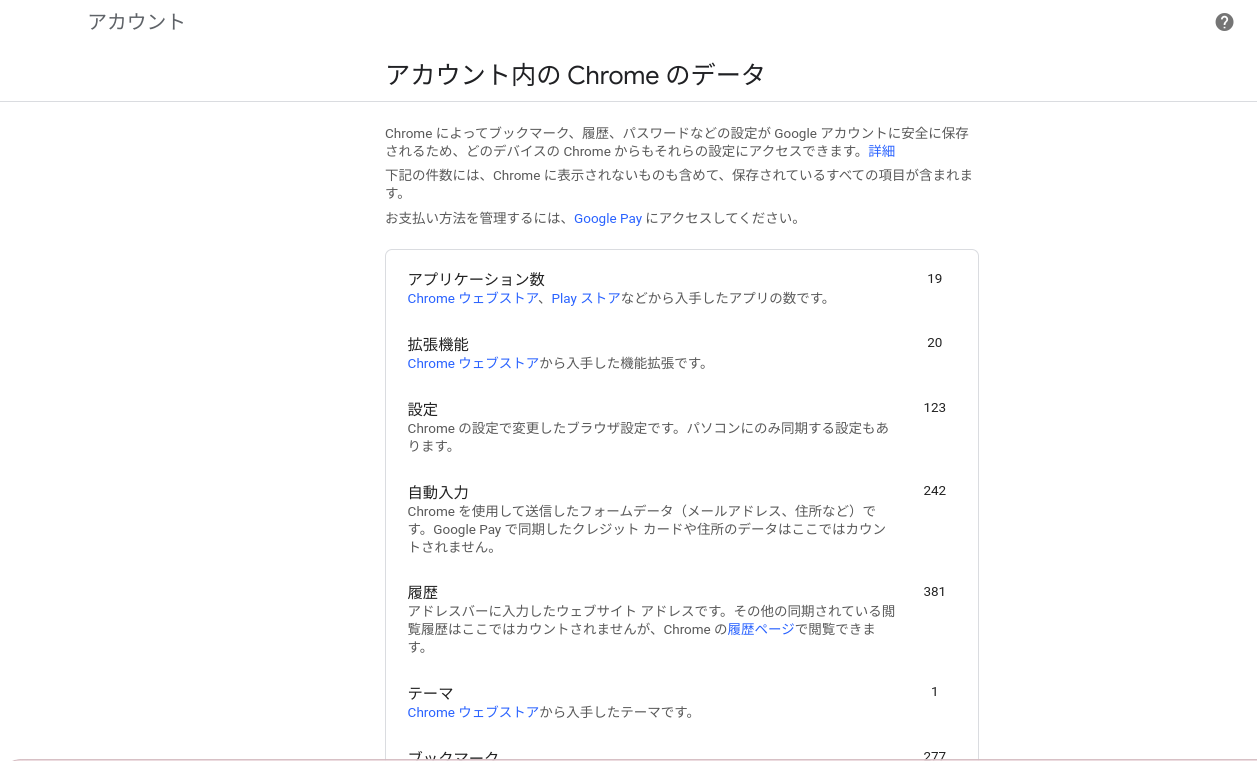 アカウント
アカウント内の Chrome のデータ
Chrome によってブックマーク、履歴、パスワードなどの設定が Google アカウントに安全に保存
されるため、どのデバイスの Chrome からもそれらの設定にアクセスできます。詳細
下記の件数には、Chrome に表示されないものも含めて、保存されているすべての項目が含まれま
す。
お支払い方法を管理するには、Google Pay にアクセスしてください。
アプリケーション数 19
Chrome ウェブストア、Play ストアなどから入手したアプリの数です。
拡張機能 20
Chrome ウェブストアから入手した機能拡張です。
設定 123
Chrome の設定で変更したブラウザ設定です。パソコンにのみ同期する設定もあ
ります。
自動入力 242
Chrome を使用して送信したフォームデータ（メールアドレス、住所など）で
す。Google Pay で同期したクレジット カードや住所のデータはここではカウン
トされません。
履歴 381
アドレスバーに入力したウェブサイト アドレスです。その他の同期されている閲
覧履歴はここではカウントされませんが、Chrome の履歴ページで閲覧できま
す。
テーマ 1
Chrome ウェブストアから入手したテーマです。
ブックマーク 277